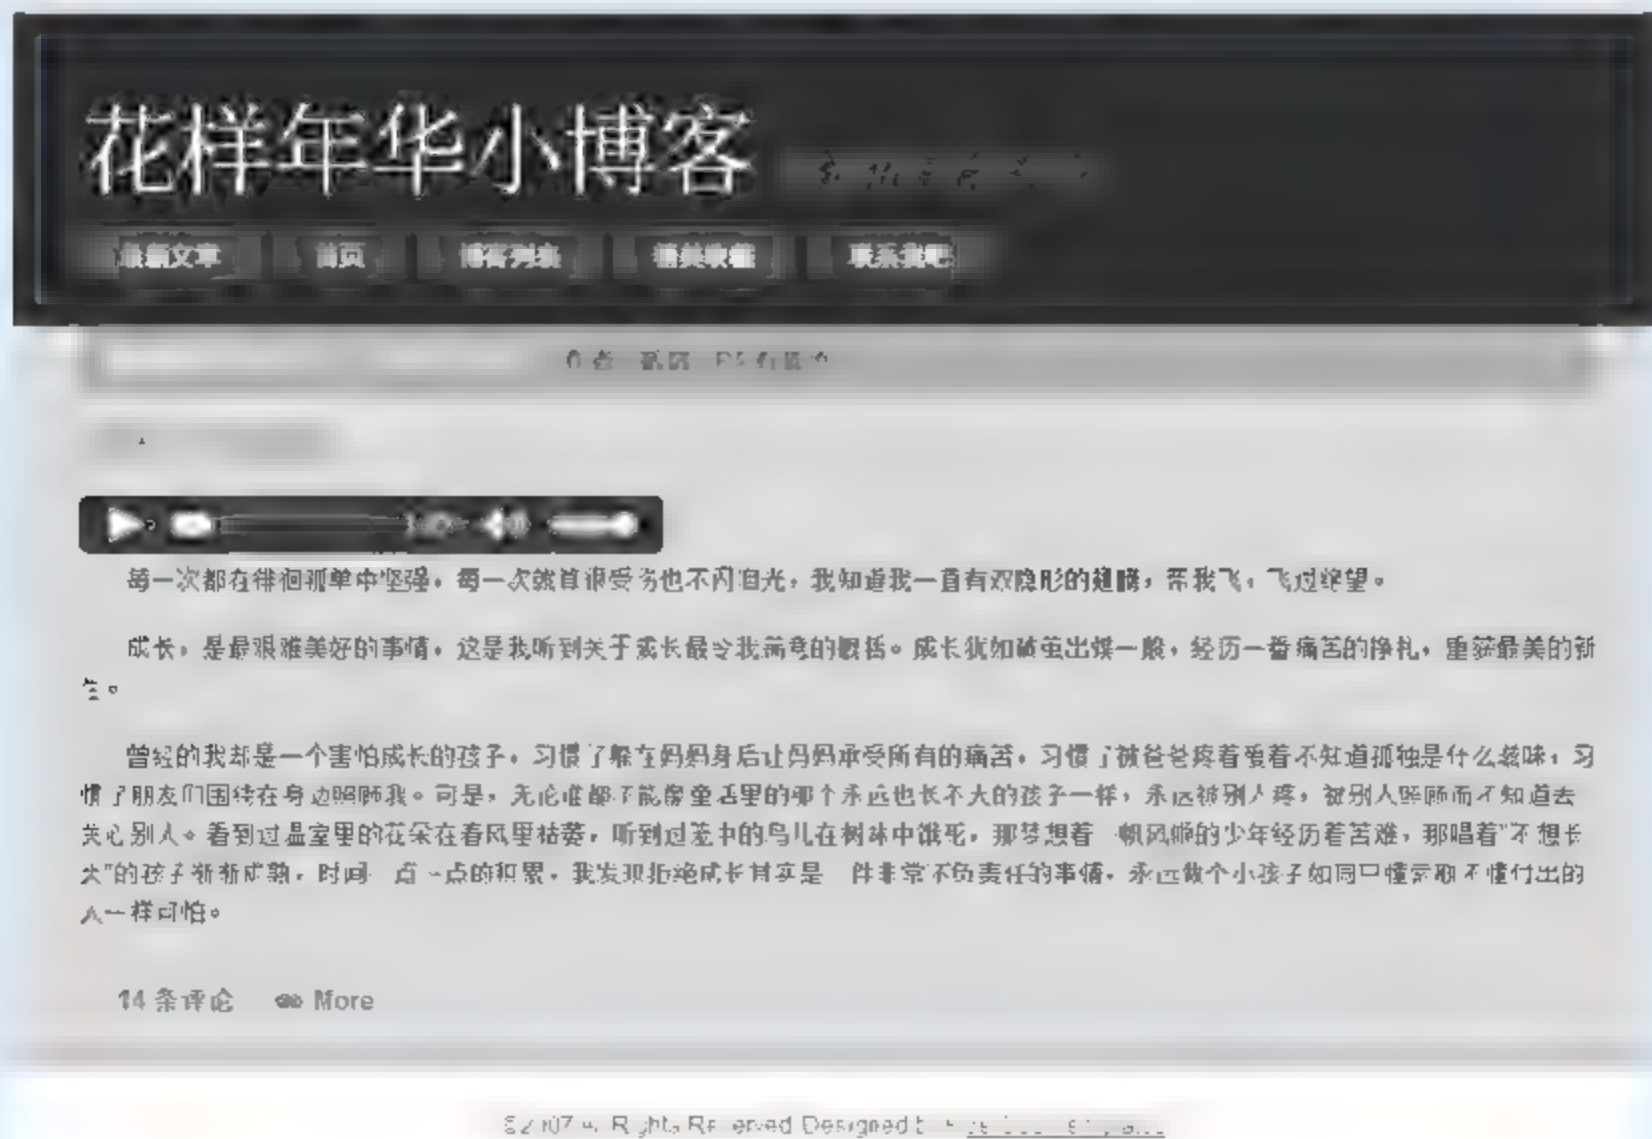 花样年华小博客
最新文章 首页 博客列表 精美收藏 联系我吧
每一次都在徘徊孤单中坚强，每一次就算很受伤也不闪泪光，我知道我一直有双隐形的翅膀，带我飞，飞过绝望。
成长，是最艰难美好的事情，这是我听到关于成长最令我满意的概括。成长犹如破茧出蝶一般，经历一番痛苦的挣扎，重获最美的新
生。
曾经的我却是一个害怕成长的孩子，习惯了躲在妈妈身后让妈妈承受所有的痛苦，习惯了被爸爸疼着爱着不知道孤独是什么滋味，习
惯了朋友们围绕在身边照顾我。可是，无论谁都不能像童话里的那个永远也长不大的孩子一样，永远被别人疼，被别人照顾而不知道去
关心别人。看到过温室里的花朵在春风里枯萎，听到过笼中的鸟儿在树林中饿死，那梦想着一帆风顺的少年经历着苦难，那唱着"不想长
大"的孩子渐渐成熟，时间一点一点的积累，我发现拒绝成长其实是一件非常不负责任的事情，永远做个小孩子如同只懂索取不懂付出的
人一样可怕。
14 条评论 More
Rights Reserved Designed